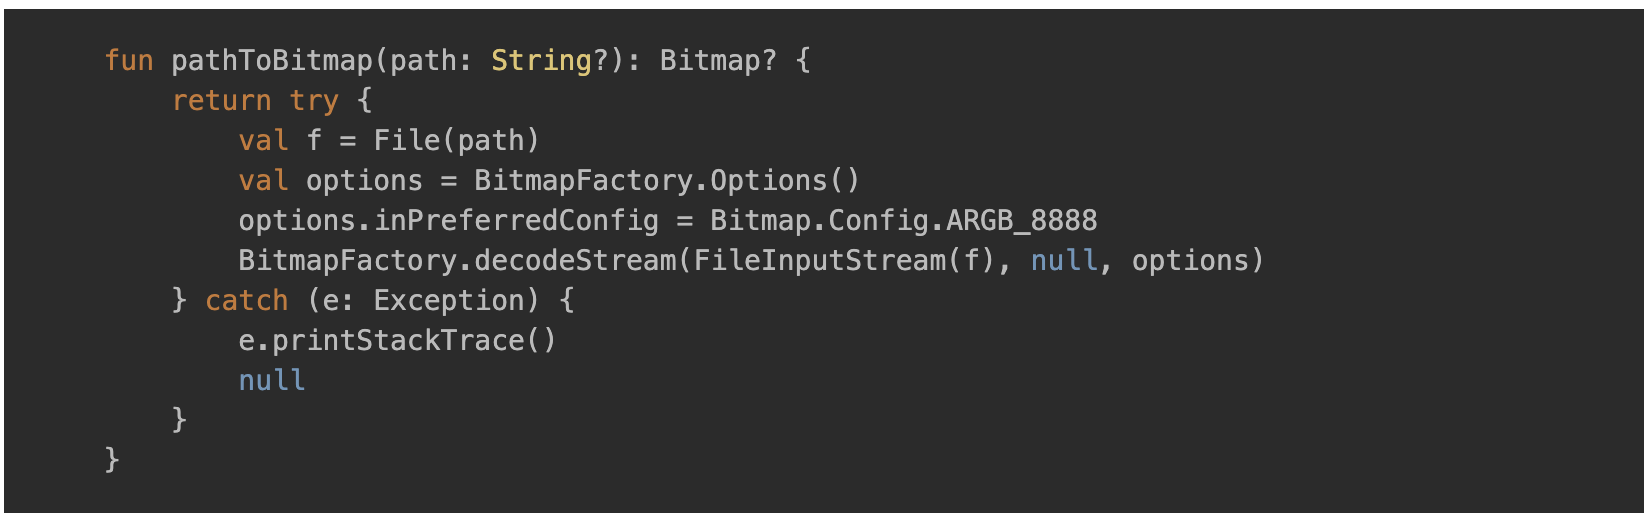 fun pathToBitmap(path: String?): Bitmap? {
    return try {
        val f = File(path)
        val options = BitmapFactory.Options()
        options.inPreferredConfig = Bitmap.Config.ARGB_8888
        BitmapFactory.decodeStream(FileInputStream(f), null, options)
    } catch (e: Exception) {
        e.printStackTrace()
        null
    }
}